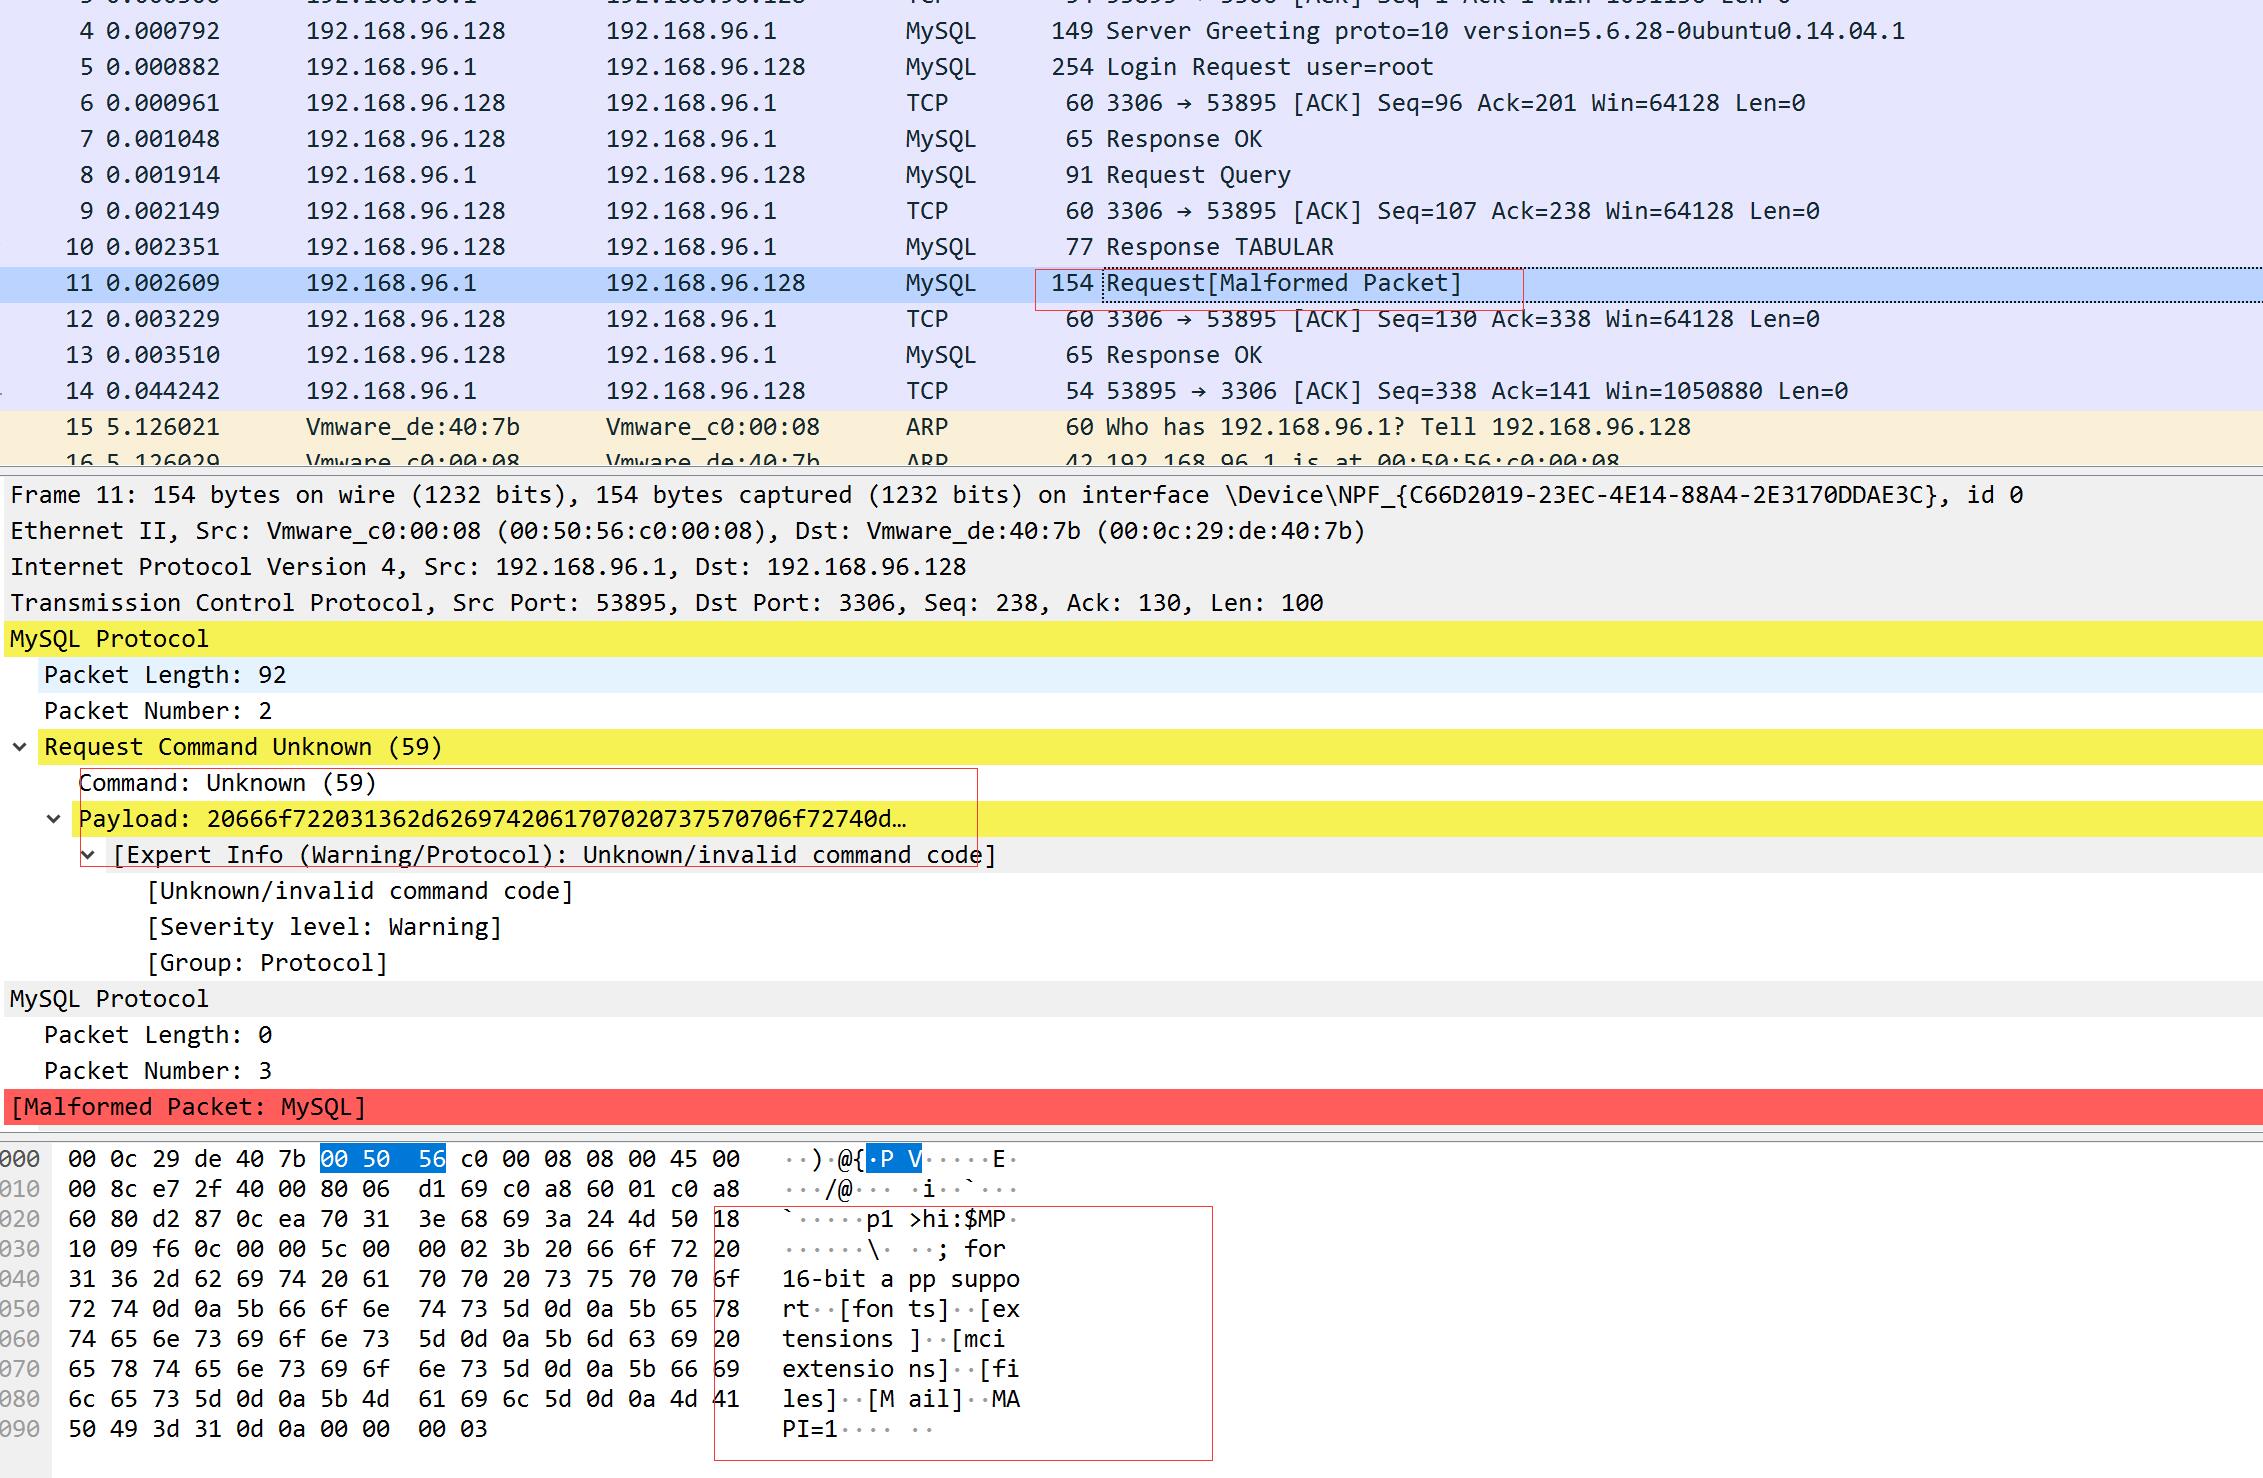 4 0.000792 192.168.96.128 192.168.96.1 MySQL 149 Server Greeting proto=10 version=5.6.28-0ubuntu0.14.04.1
5 0.000882 192.168.96.1 192.168.96.128 MySQL 254 Login Request user=root
6 0.000961 192.168.96.128 192.168.96.1 TCP 60 3306 → 53895 [ACK] Seq=96 Ack=201 Win=64128 Len=0
7 0.001048 192.168.96.128 192.168.96.1 MySQL 65 Response OK
8 0.001914 192.168.96.1 192.168.96.128 MySQL 91 Request Query
9 0.002149 192.168.96.128 192.168.96.1 TCP 60 3306 → 53895 [ACK] Seq=107 Ack=238 Win=64128 Len=0
10 0.002351 192.168.96.128 192.168.96.1 MySQL 77 Response TABULAR
11 0.002609 192.168.96.1 192.168.96.128 MySQL 154 Request[Malformed Packet]
12 0.003229 192.168.96.128 192.168.96.1 TCP 60 3306 → 53895 [ACK] Seq=130 Ack=338 Win=64128 Len=0
13 0.003510 192.168.96.128 192.168.96.1 MySQL 65 Response OK
14 0.044242 192.168.96.1 192.168.96.128 TCP 54 53895 → 3306 [ACK] Seq=338 Ack=141 Win=1050880 Len=0
15 5.126021 Vmware_de:40:7b Vmware_c0:00:08 ARP 60 Who has 192.168.96.1? Tell 192.168.96.128
16 5.126029 Vmware_c0:00:08 Vmware_de:40:7b ARP 42 192.168.96.1 is at 00:50:56:c0:00:08
Frame 11: 154 bytes on wire (1232 bits), 154 bytes captured (1232 bits) on interface \Device\NPF_{C66D2019-23EC-4E14-88A4-2E3170DDAE3C}, id 0
Ethernet II, Src: Vmware_c0:00:08 (00:50:56:c0:00:08), Dst: Vmware_de:40:7b (00:0c:29:de:40:7b)
Internet Protocol Version 4, Src: 192.168.96.1, Dst: 192.168.96.128
Transmission Control Protocol, Src Port: 53895, Dst Port: 3306, Seq: 238, Ack: 130, Len: 100
MySQL Protocol
Packet Length: 92
Packet Number: 2
Request Command Unknown (59)
Command: Unknown (59)
Payload: 20666f722031362d6269742061707020737570706f72740d…
[Expert Info (Warning/Protocol): Unknown/invalid command code]
[Unknown/invalid command code]
[Severity level: Warning]
[Group: Protocol]
MySQL Protocol
Packet Length: 0
Packet Number: 3
[Malformed Packet: MySQL]
000 00 0c 29 de 40 7b 00 50 56 c0 00 08 08 00 45 00 ··)·@{·P V·····E·
010 00 8c e7 2f 40 00 80 06 d1 69 c0 a8 60 01 c0 a8 ···/@··· ·i··`···
020 60 80 d2 87 0c ea 70 31 3e 68 69 3a 24 4d 50 18 `·····p1 >hi:$MP·
030 10 09 f6 0c 00 00 5c 00 00 02 3b 20 66 6f 72 20 ······\· ··; for
040 31 36 2d 62 69 74 20 61 70 70 20 73 75 70 70 6f 16-bit a pp suppo
050 72 74 0d 0a 5b 66 6f 6e 74 73 5d 0d 0a 5b 65 78 rt··[fon ts]··[ex
060 74 65 6e 73 69 6f 6e 73 5d 0d 0a 5b 6d 63 69 20 tensions ]··[mci
070 65 78 74 65 6e 73 69 6f 6e 73 5d 0d 0a 5b 66 69 extensio ns]··[fi
080 6c 65 73 5d 0d 0a 5b 4d 61 69 6c 5d 0d 0a 4d 41 les]··[M ail]··MA
090 50 49 3d 31 0d 0a 00 00 00 03 PI=1···· ··